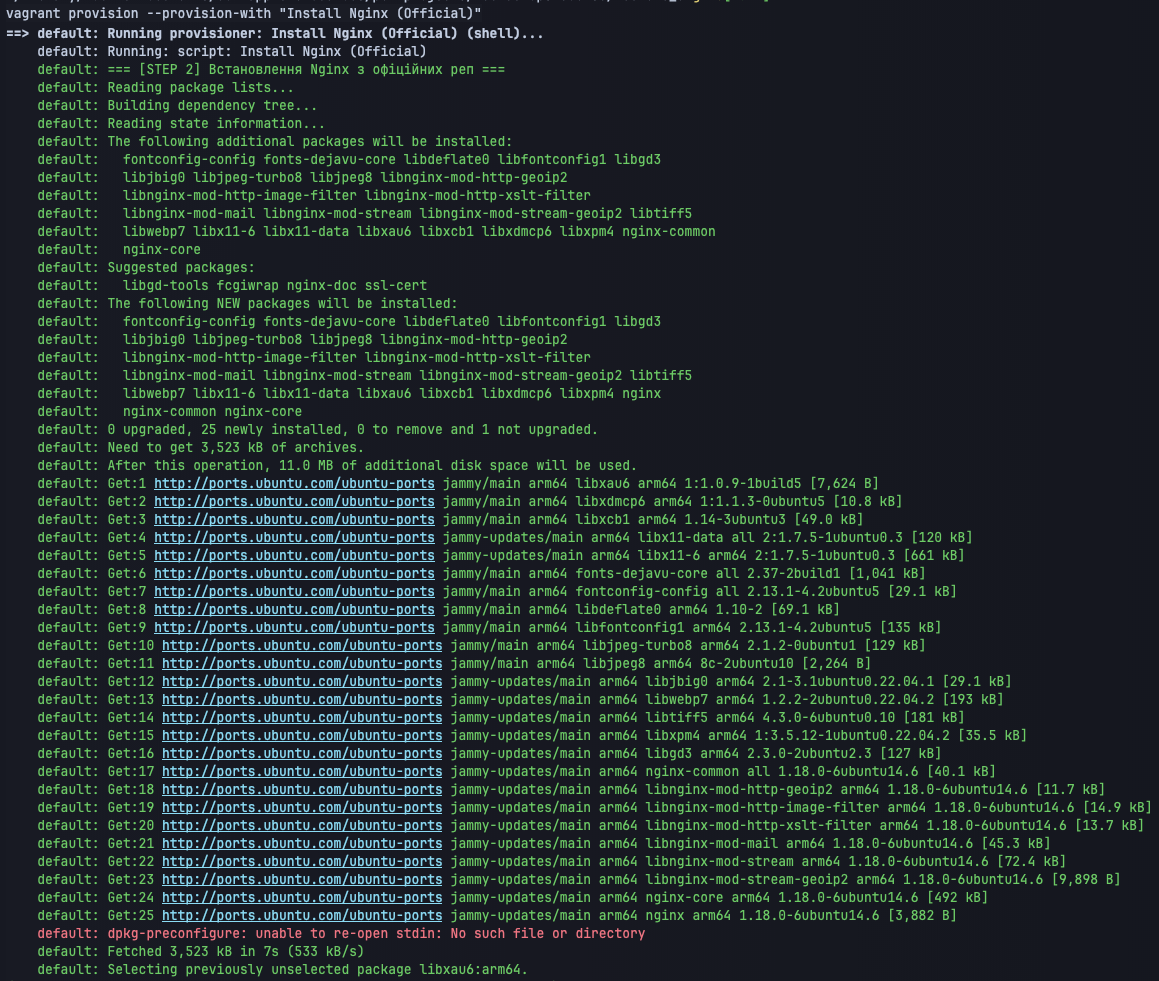 vagrant provision --provision-with "Install Nginx (Official)"
==> default: Running provisioner: Install Nginx (Official) (shell)...
    default: Running: script: Install Nginx (Official)
    default: === [STEP 2] Встановлення Nginx з офіційних реп ===
    default: Reading package lists...
    default: Building dependency tree...
    default: Reading state information...
    default: The following additional packages will be installed:
    default:   fontconfig-config fonts-dejavu-core libdeflate0 libfontconfig1 libgd3
    default:   libjbig0 libjpeg-turbo8 libjpeg8 libnginx-mod-http-geoip2
    default:   libnginx-mod-http-image-filter libnginx-mod-http-xslt-filter
    default:   libnginx-mod-mail libnginx-mod-stream libnginx-mod-stream-geoip2 libtiff5
    default:   libwebp7 libx11-6 libx11-data libxau6 libxcb1 libxdmcp6 libxpm4 nginx-common
    default:   nginx-core
    default: Suggested packages:
    default:   libgd-tools fcgiwrap nginx-doc ssl-cert
    default: The following NEW packages will be installed:
    default:   fontconfig-config fonts-dejavu-core libdeflate0 libfontconfig1 libgd3
    default:   libjbig0 libjpeg-turbo8 libjpeg8 libnginx-mod-http-geoip2
    default:   libnginx-mod-http-image-filter libnginx-mod-http-xslt-filter
    default:   libnginx-mod-mail libnginx-mod-stream libnginx-mod-stream-geoip2 libtiff5
    default:   libwebp7 libx11-6 libx11-data libxau6 libxcb1 libxdmcp6 libxpm4 nginx
    default:   nginx-common nginx-core
    default: 0 upgraded, 25 newly installed, 0 to remove and 1 not upgraded.
    default: Need to get 3,523 kB of archives.
    default: After this operation, 11.0 MB of additional disk space will be used.
    default: Get:1 http://ports.ubuntu.com/ubuntu-ports jammy/main arm64 libxau6 arm64 1:1.0.9-1build5 [7,624 B]
    default: Get:2 http://ports.ubuntu.com/ubuntu-ports jammy/main arm64 libxdmcp6 arm64 1:1.1.3-0ubuntu5 [10.8 kB]
    default: Get:3 http://ports.ubuntu.com/ubuntu-ports jammy/main arm64 libxcb1 arm64 1.14-3ubuntu3 [49.0 kB]
    default: Get:4 http://ports.ubuntu.com/ubuntu-ports jammy-updates/main arm64 libx11-data all 2:1.7.5-1ubuntu0.3 [120 kB]
    default: Get:5 http://ports.ubuntu.com/ubuntu-ports jammy-updates/main arm64 libx11-6 arm64 2:1.7.5-1ubuntu0.3 [661 kB]
    default: Get:6 http://ports.ubuntu.com/ubuntu-ports jammy/main arm64 fonts-dejavu-core all 2.37-2build1 [1,041 kB]
    default: Get:7 http://ports.ubuntu.com/ubuntu-ports jammy/main arm64 fontconfig-config all 2.13.1-4.2ubuntu5 [29.1 kB]
    default: Get:8 http://ports.ubuntu.com/ubuntu-ports jammy/main arm64 libdeflate0 arm64 1.10-2 [69.1 kB]
    default: Get:9 http://ports.ubuntu.com/ubuntu-ports jammy/main arm64 libfontconfig1 arm64 2.13.1-4.2ubuntu5 [135 kB]
    default: Get:10 http://ports.ubuntu.com/ubuntu-ports jammy/main arm64 libjpeg-turbo8 arm64 2.1.2-0ubuntu1 [129 kB]
    default: Get:11 http://ports.ubuntu.com/ubuntu-ports jammy/main arm64 libjpeg8 arm64 8c-2ubuntu10 [2,264 B]
    default: Get:12 http://ports.ubuntu.com/ubuntu-ports jammy-updates/main arm64 libjbig0 arm64 2.1-3.1ubuntu0.22.04.1 [29.1 kB]
    default: Get:13 http://ports.ubuntu.com/ubuntu-ports jammy-updates/main arm64 libwebp7 arm64 1.2.2-2ubuntu0.22.04.2 [193 kB]
    default: Get:14 http://ports.ubuntu.com/ubuntu-ports jammy-updates/main arm64 libtiff5 arm64 4.3.0-6ubuntu0.10 [181 kB]
    default: Get:15 http://ports.ubuntu.com/ubuntu-ports jammy-updates/main arm64 libxpm4 arm64 1:3.5.12-1ubuntu0.22.04.2 [35.5 kB]
    default: Get:16 http://ports.ubuntu.com/ubuntu-ports jammy-updates/main arm64 libgd3 arm64 2.3.0-2ubuntu2.3 [127 kB]
    default: Get:17 http://ports.ubuntu.com/ubuntu-ports jammy-updates/main arm64 nginx-common all 1.18.0-6ubuntu14.6 [40.1 kB]
    default: Get:18 http://ports.ubuntu.com/ubuntu-ports jammy-updates/main arm64 libnginx-mod-http-geoip2 arm64 1.18.0-6ubuntu14.6 [11.7 kB]
    default: Get:19 http://ports.ubuntu.com/ubuntu-ports jammy-updates/main arm64 libnginx-mod-http-image-filter arm64 1.18.0-6ubuntu14.6 [14.9 kB]
    default: Get:20 http://ports.ubuntu.com/ubuntu-ports jammy-updates/main arm64 libnginx-mod-http-xslt-filter arm64 1.18.0-6ubuntu14.6 [13.7 kB]
    default: Get:21 http://ports.ubuntu.com/ubuntu-ports jammy-updates/main arm64 libnginx-mod-mail arm64 1.18.0-6ubuntu14.6 [45.3 kB]
    default: Get:22 http://ports.ubuntu.com/ubuntu-ports jammy-updates/main arm64 libnginx-mod-stream arm64 1.18.0-6ubuntu14.6 [72.4 kB]
    default: Get:23 http://ports.ubuntu.com/ubuntu-ports jammy-updates/main arm64 libnginx-mod-stream-geoip2 arm64 1.18.0-6ubuntu14.6 [9,898 B]
    default: Get:24 http://ports.ubuntu.com/ubuntu-ports jammy-updates/main arm64 nginx-core arm64 1.18.0-6ubuntu14.6 [492 kB]
    default: Get:25 http://ports.ubuntu.com/ubuntu-ports jammy-updates/main arm64 nginx arm64 1.18.0-6ubuntu14.6 [3,882 B]
    default: dpkg-preconfigure: unable to re-open stdin: No such file or directory
    default: Fetched 3,523 kB in 7s (533 kB/s)
    default: Selecting previously unselected package libxau6:arm64.